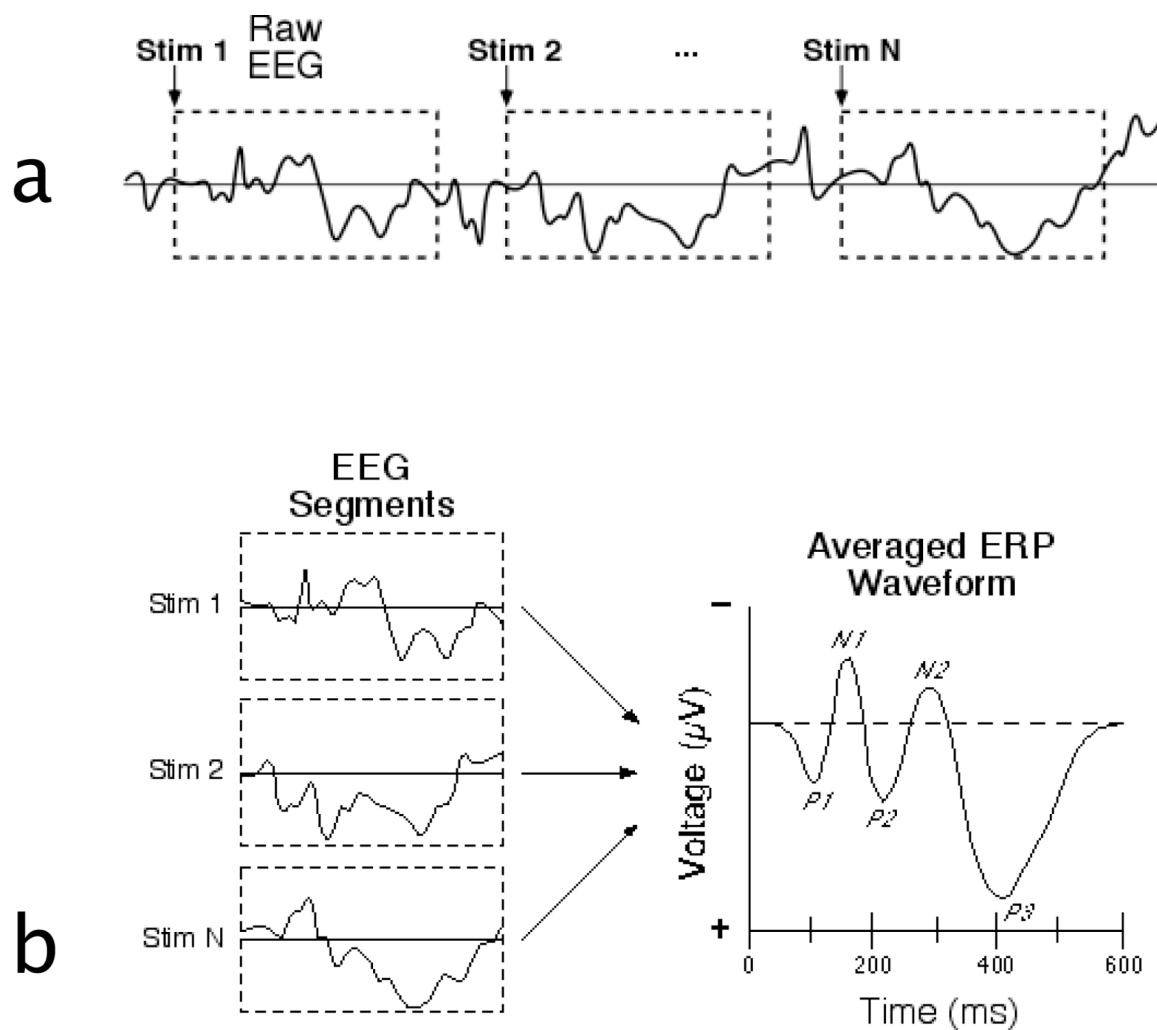 Raw
EEG
Stim 1
Stim 2
...
Stim N
a
EEG
Segments
Stim 1
Stim 2
Stim N
b
Averaged ERP
Waveform
−
Voltage (μV)
+
N1
N2
P1
P2
P3
0
200
400
600
Time (ms)